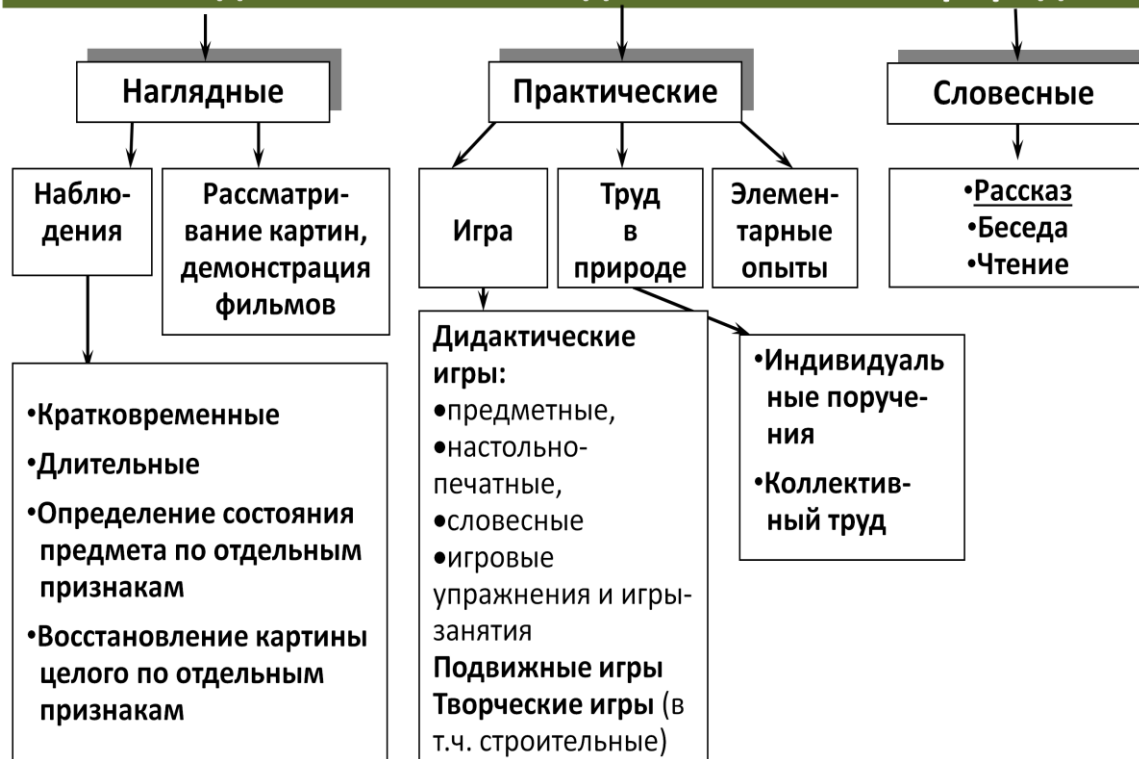 Наглядные
Практические
Словесные
Наблю-
дения
Рассматри-
вание картин,
демонстрация
фильмов
Игра
Труд
в
природе
Элемен-
тарные
опыты
•Рассказ
•Беседа
•Чтение
•Кратковременные
•Длительные
•Определение состояния
предмета по отдельным
признакам
•Восстановление картины
целого по отдельным
признакам
Дидактические
игры:
•предметные,
•настольно-
печатные,
•словесные
•игровые
упражнения и игры-
занятия
Подвижные игры
Творческие игры (в
т.ч. строительные)
•Индивидуаль
ные поруче-
ния
•Коллектив-
ный труд